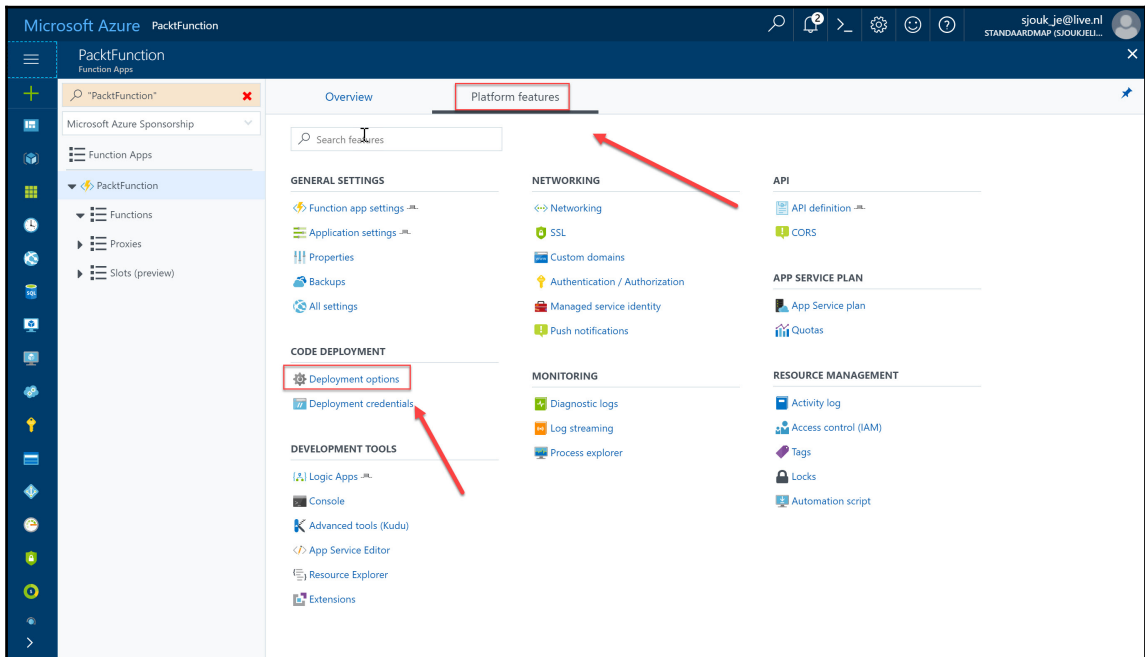 Microsoft Azure PacktFunction
2
sjouk_je@live.nl
STANDAARDMAP (SJOUKJELI...
PacktFunction
Function Apps
"PacktFunction"
Microsoft Azure Sponsorship
Function Apps
PacktFunction
Functions
Proxies
Slots (preview)
Overview
Platform features
Search features
GENERAL SETTINGS
Function app settings
Application settings
Properties
Backups
All settings
CODE DEPLOYMENT
Deployment options
Deployment credentials
DEVELOPMENT TOOLS
Logic Apps
Console
Advanced tools (Kudu)
App Service Editor
Resource Explorer
Extensions
NETWORKING
Networking
SSL
Custom domains
Authentication / Authorization
Managed service identity
Push notifications
MONITORING
Diagnostic logs
Log streaming
Process explorer
API
API definition
CORS
APP SERVICE PLAN
App Service plan
Quotas
RESOURCE MANAGEMENT
Activity log
Access control (IAM)
Tags
Locks
Automation script